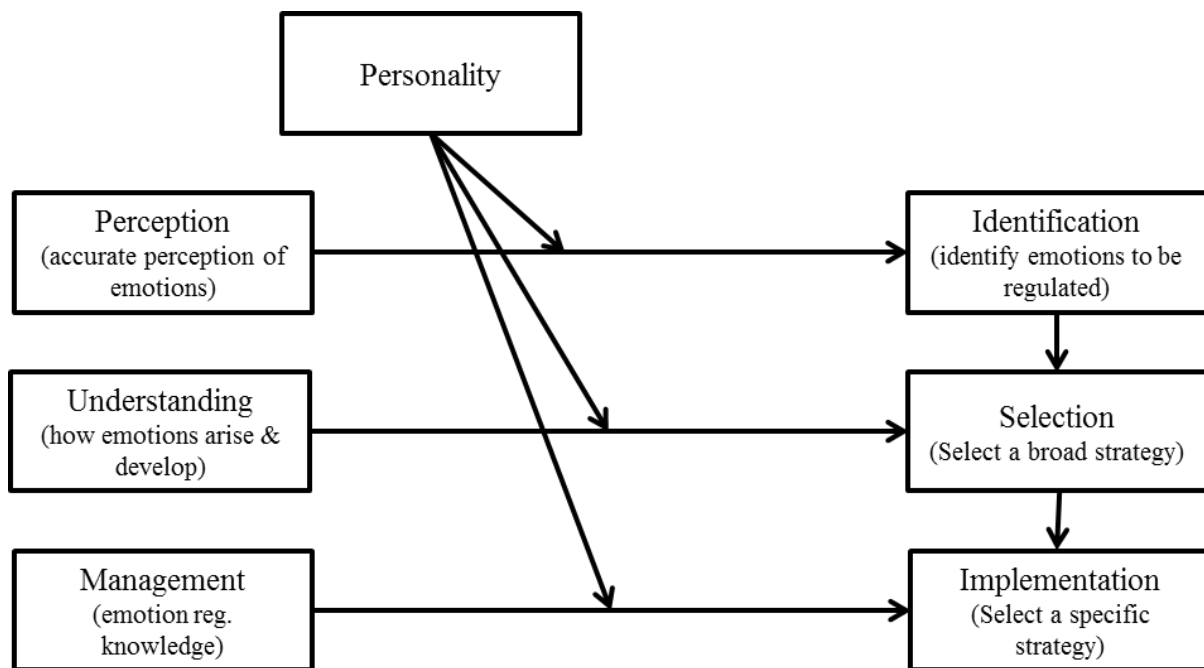 Personality
Perception
(accurate perception of
emotions)
Identification
(identify emotions to be
regulated)
Understanding
(how emotions arise &
develop)
Selection
(Select a broad strategy)
Management
(emotion reg.
knowledge)
Implementation
(Select a specific
strategy)